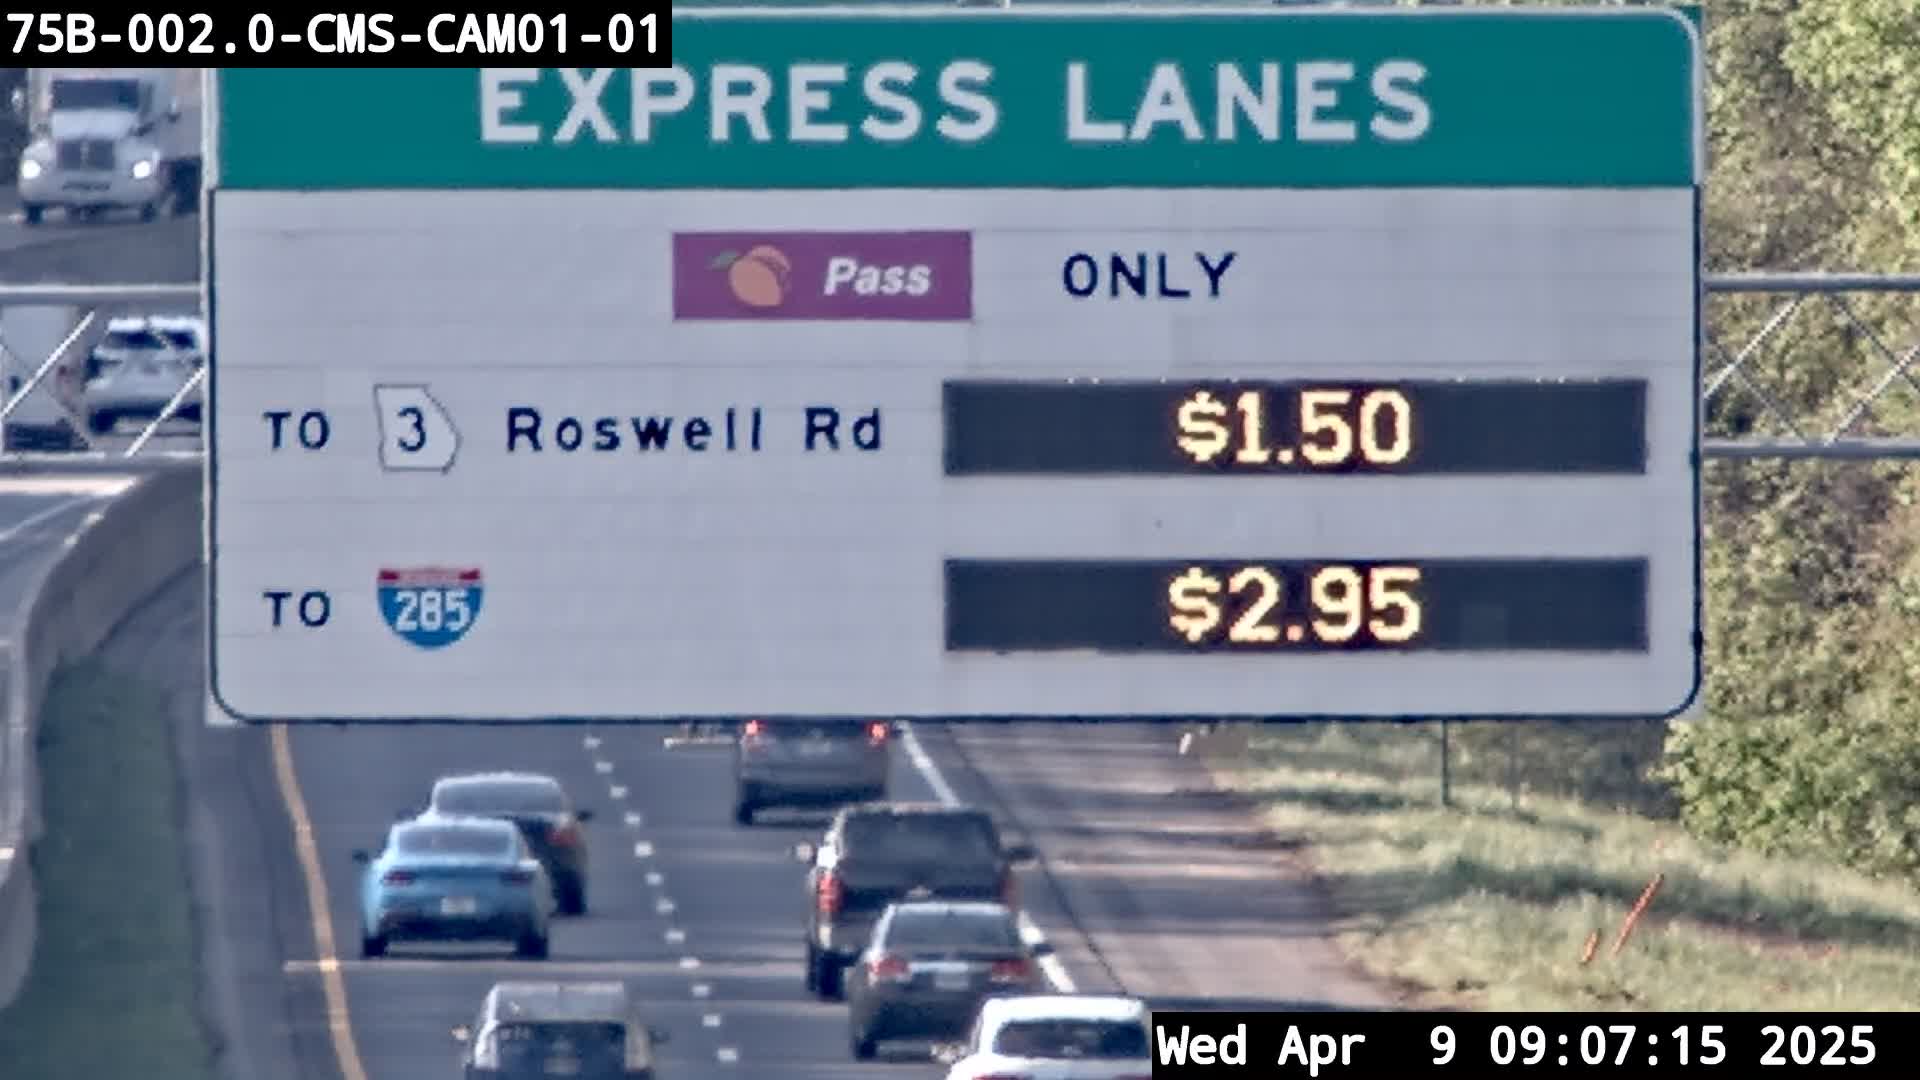 75B-002.0-CMS-CAM01-01
EXPRESS LANES
Pass ONLY
TO 3 Roswell Rd $1.50
TO 285 $2.95
Wed Apr 9 09:07:15 2025